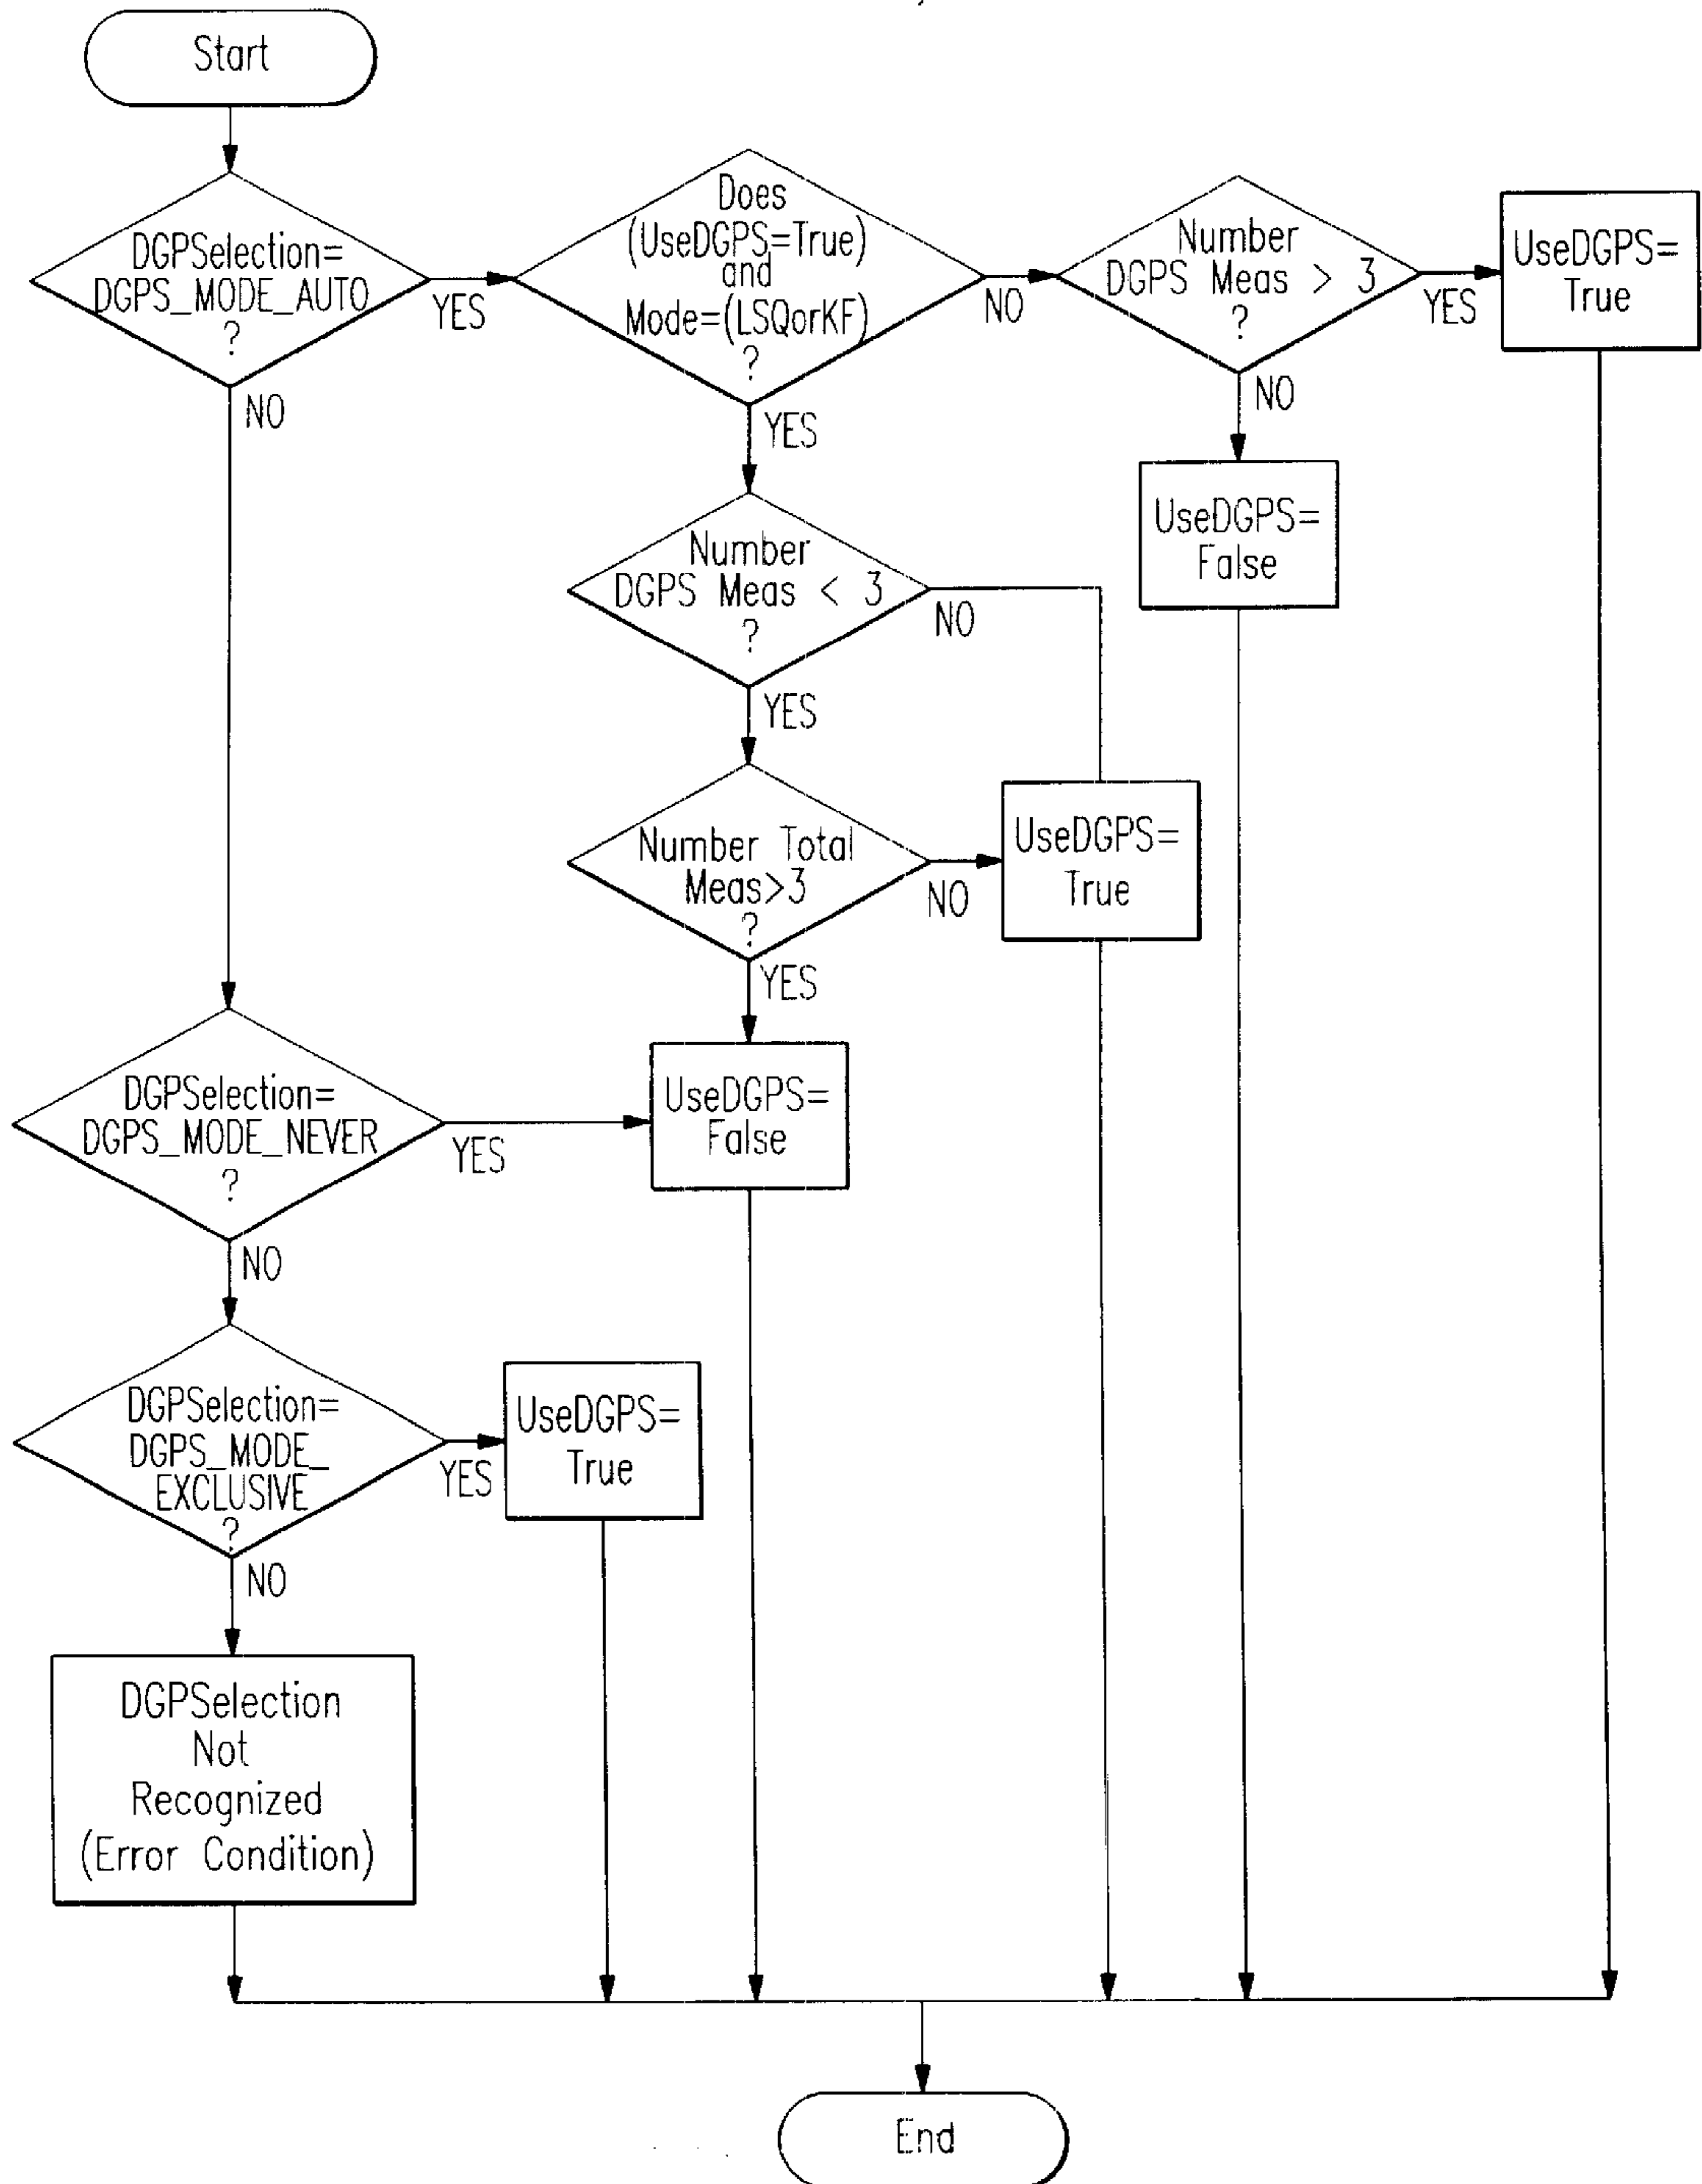 Start
DGPSelection=
DGPS_MODE_AUTO
?
YES
NO
Does
(UseDGPS=True)
and
Mode=(LSQorKF)
?
NO
YES
Number
DGPS Meas > 3
?
YES
NO
UseDGPS=
True
UseDGPS=
False
Number
DGPS Meas < 3
?
NO
YES
Number Total
Meas>3
?
NO
YES
UseDGPS=
True
DGPSelection=
DGPS_MODE_NEVER
?
YES
NO
UseDGPS=
False
DGPSelection=
DGPS_MODE_
EXCLUSIVE
?
YES
NO
UseDGPS=
True
DGPSelection
Not
Recognized
(Error Condition)
End